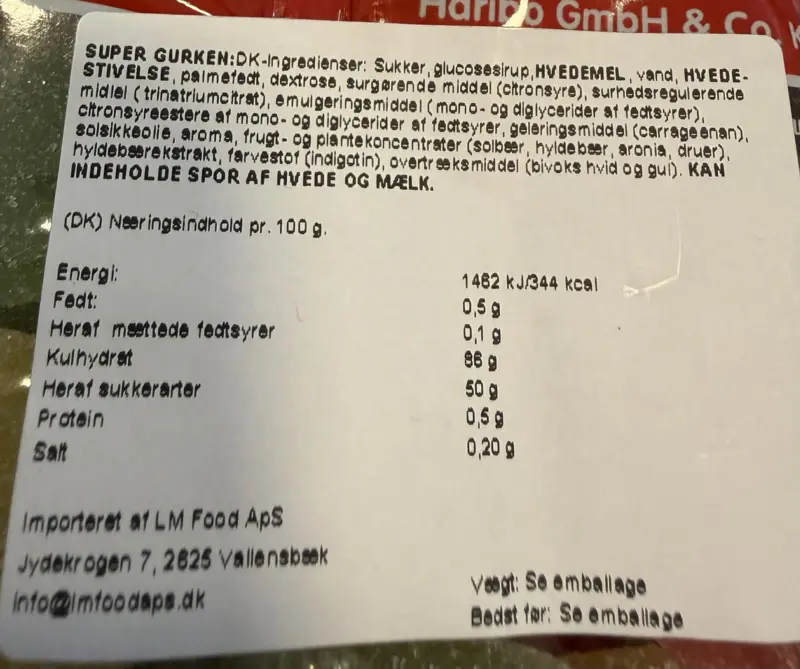 Haribo GmbH & Co. K
SUPER GURKEN:DK-Ingredienser: Sukker, glucosesirup, HVEDEMEL, vand, HVEDE-
STIVELSE, palmefedt, dextrose, surgørende middel (citronsyre), surhedsregulerende
midlel (trinatriumcitrat), emulgeringsmiddel (mono- og diglycerider af fedtsyrer),
citronsyreestere af mono- og diglycerider af fedtsyrer, geleringsmiddel (carrageenan),
solsikkeolie, aroma, frugt- og plantekoncentrater (solbær, hyldebær, aronia, druer),
hyldebærekstrakt, farvestof (indigotin), overtræksmiddel (bivoks hvid og gul). KAN
INDEHOLDE SPOR AF HVEDE OG MÆLK.
(DK) Næringsindhold pr. 100 g.
Energi: 1462 kJ/344 kcal
Fedt: 0,5 g
Heraf mættede fedtsyrer 0,1 g
Kulhydrat 86 g
Heraf sukkerarter 50 g
Protein 0,5 g
Salt 0,20 g
Importeret af LM Food ApS
Jydekrogen 7, 2625 Vallensbæk
info@lmfoodaps.dk
Vægt: Se emballage
Bedst før: Se emballage